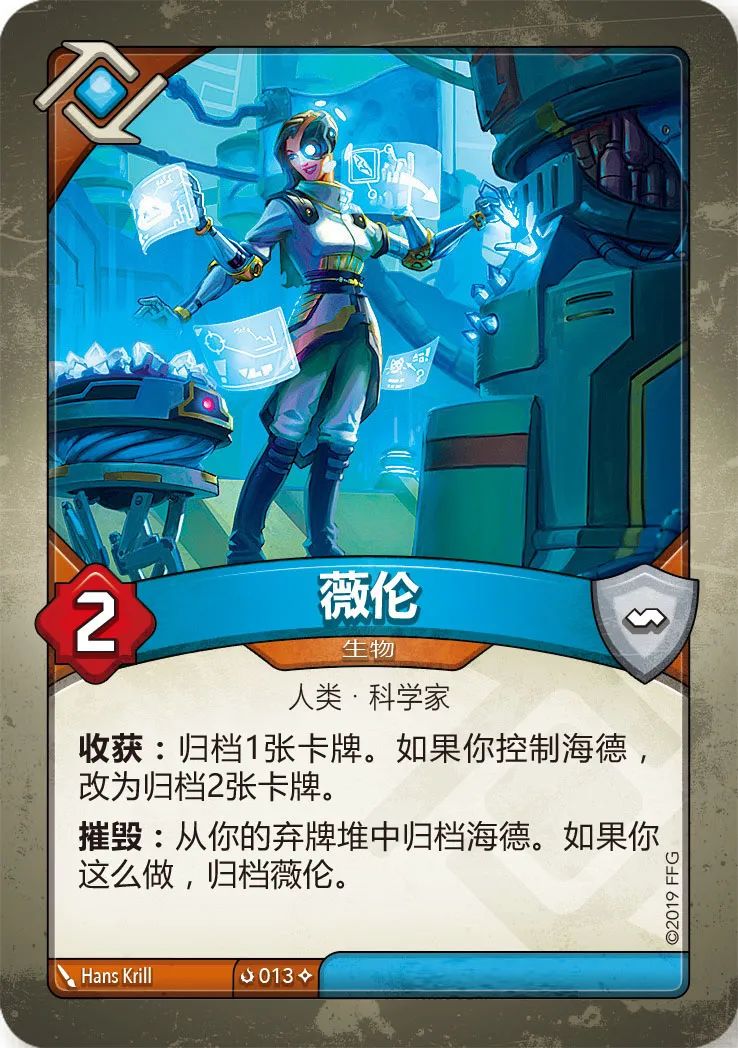 薇伦
2
生物
人类 · 科学家
收获：归档1张卡牌。如果你控制海德，
改为归档2张卡牌。
摧毁：从你的弃牌堆中归档海德。如果你
这么做，归档薇伦。
©2019 FFG
Hans Krill
013